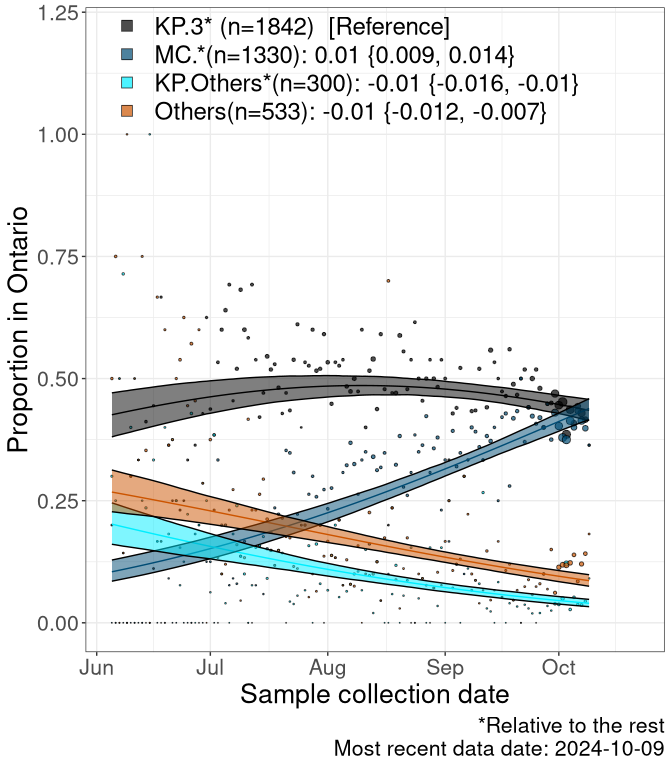 KP.3* (n=1842)  [Reference]
MC.*(n=1330): 0.01 {0.009, 0.014}
KP.Others*(n=300): -0.01 {-0.016, -0.01}
Others(n=533): -0.01 {-0.012, -0.007}
1.25
1.00
0.75
0.50
0.25
0.00
Proportion in Ontario
Jun Jul Aug Sep Oct
Sample collection date
*Relative to the rest
Most recent data date: 2024-10-09